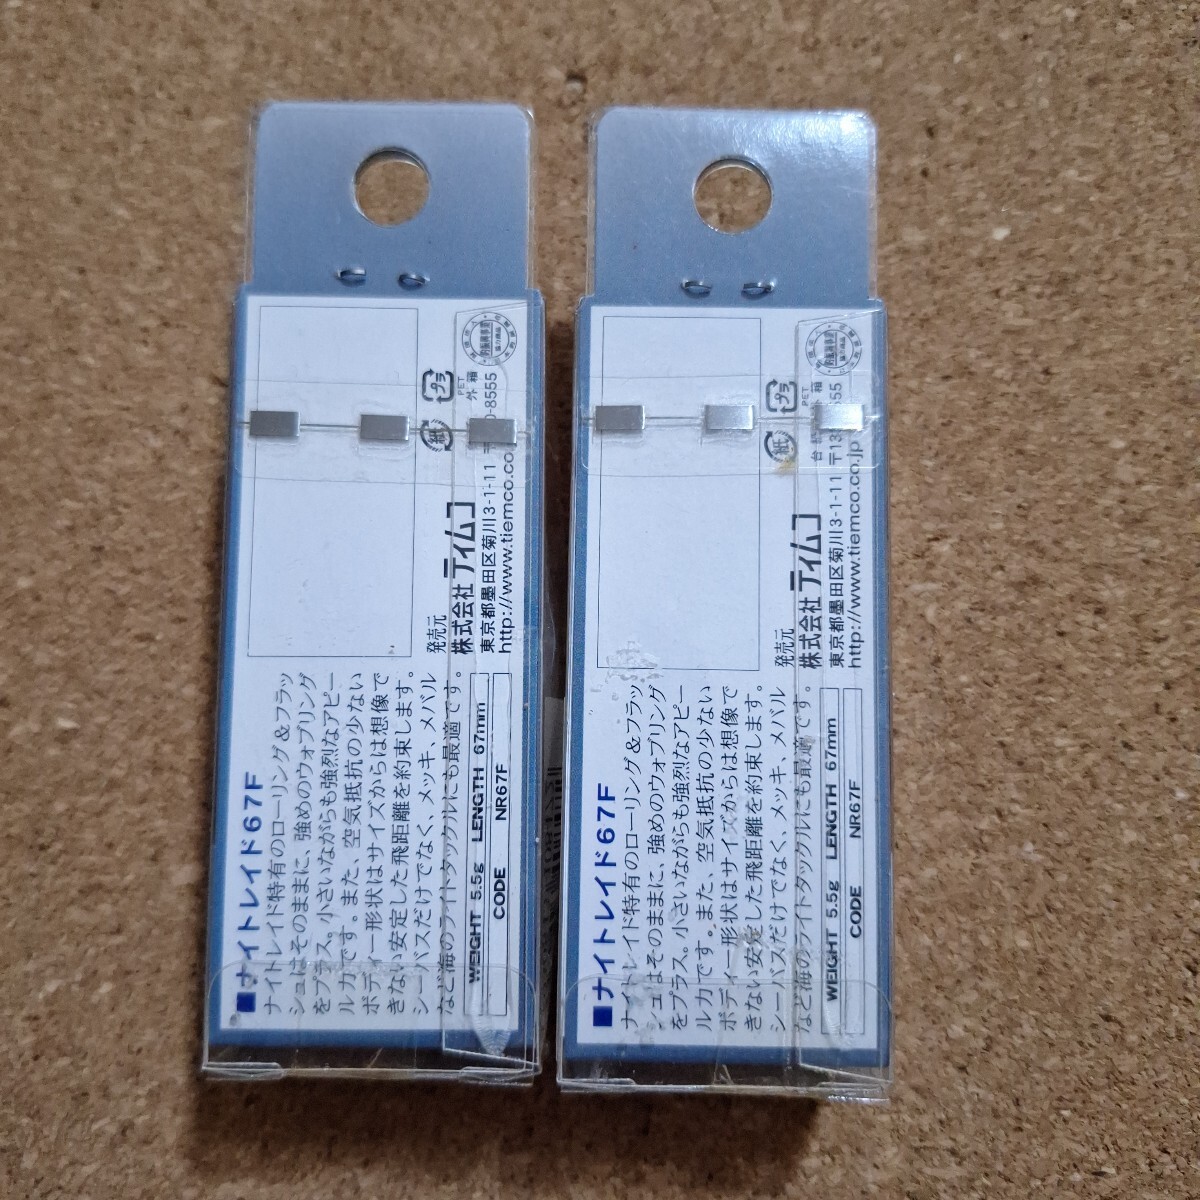 ■ナイトレイド67F
ナイトレイド特有のローリング&フラッ
シュはそのままに、強めのウォブリング
をプラス。小さいながらも強烈なアピー
ルカです。また、空気抵抗の少ない
ボディー形状はサイズからは想像で
きない安定した飛距離を約束します。
シーバスだけでなく、メッキ、メバル
など海のライトタックルにも最適です。
WEIGHT 5.5g LENGTH 67mm
CODE NR67F
発売元
株式会社ティムコ
東京都墨田区菊川3-1-11
http://www.tiemco.co
紙
プラ
PET
外箱
■ナイトレイド67F
ナイトレイド特有のローリング&フラッ
シュはそのままに、強めのウォブリング
をプラス。小さいながらも強烈なアピー
ルカです。また、空気抵抗の少ない
ボディー形状はサイズからは想像で
きない安定した飛距離を約束します。
シーバスだけでなく、メッキ、メバル
など海のライトタックルにも最適です。
WEIGHT 5.5g LENGTH 67mm
CODE NR67F
発売元
株式会社ティムコ
東京都墨田区菊川3-1-11
http://www.tiemco.co.jp
紙
プラ
PET